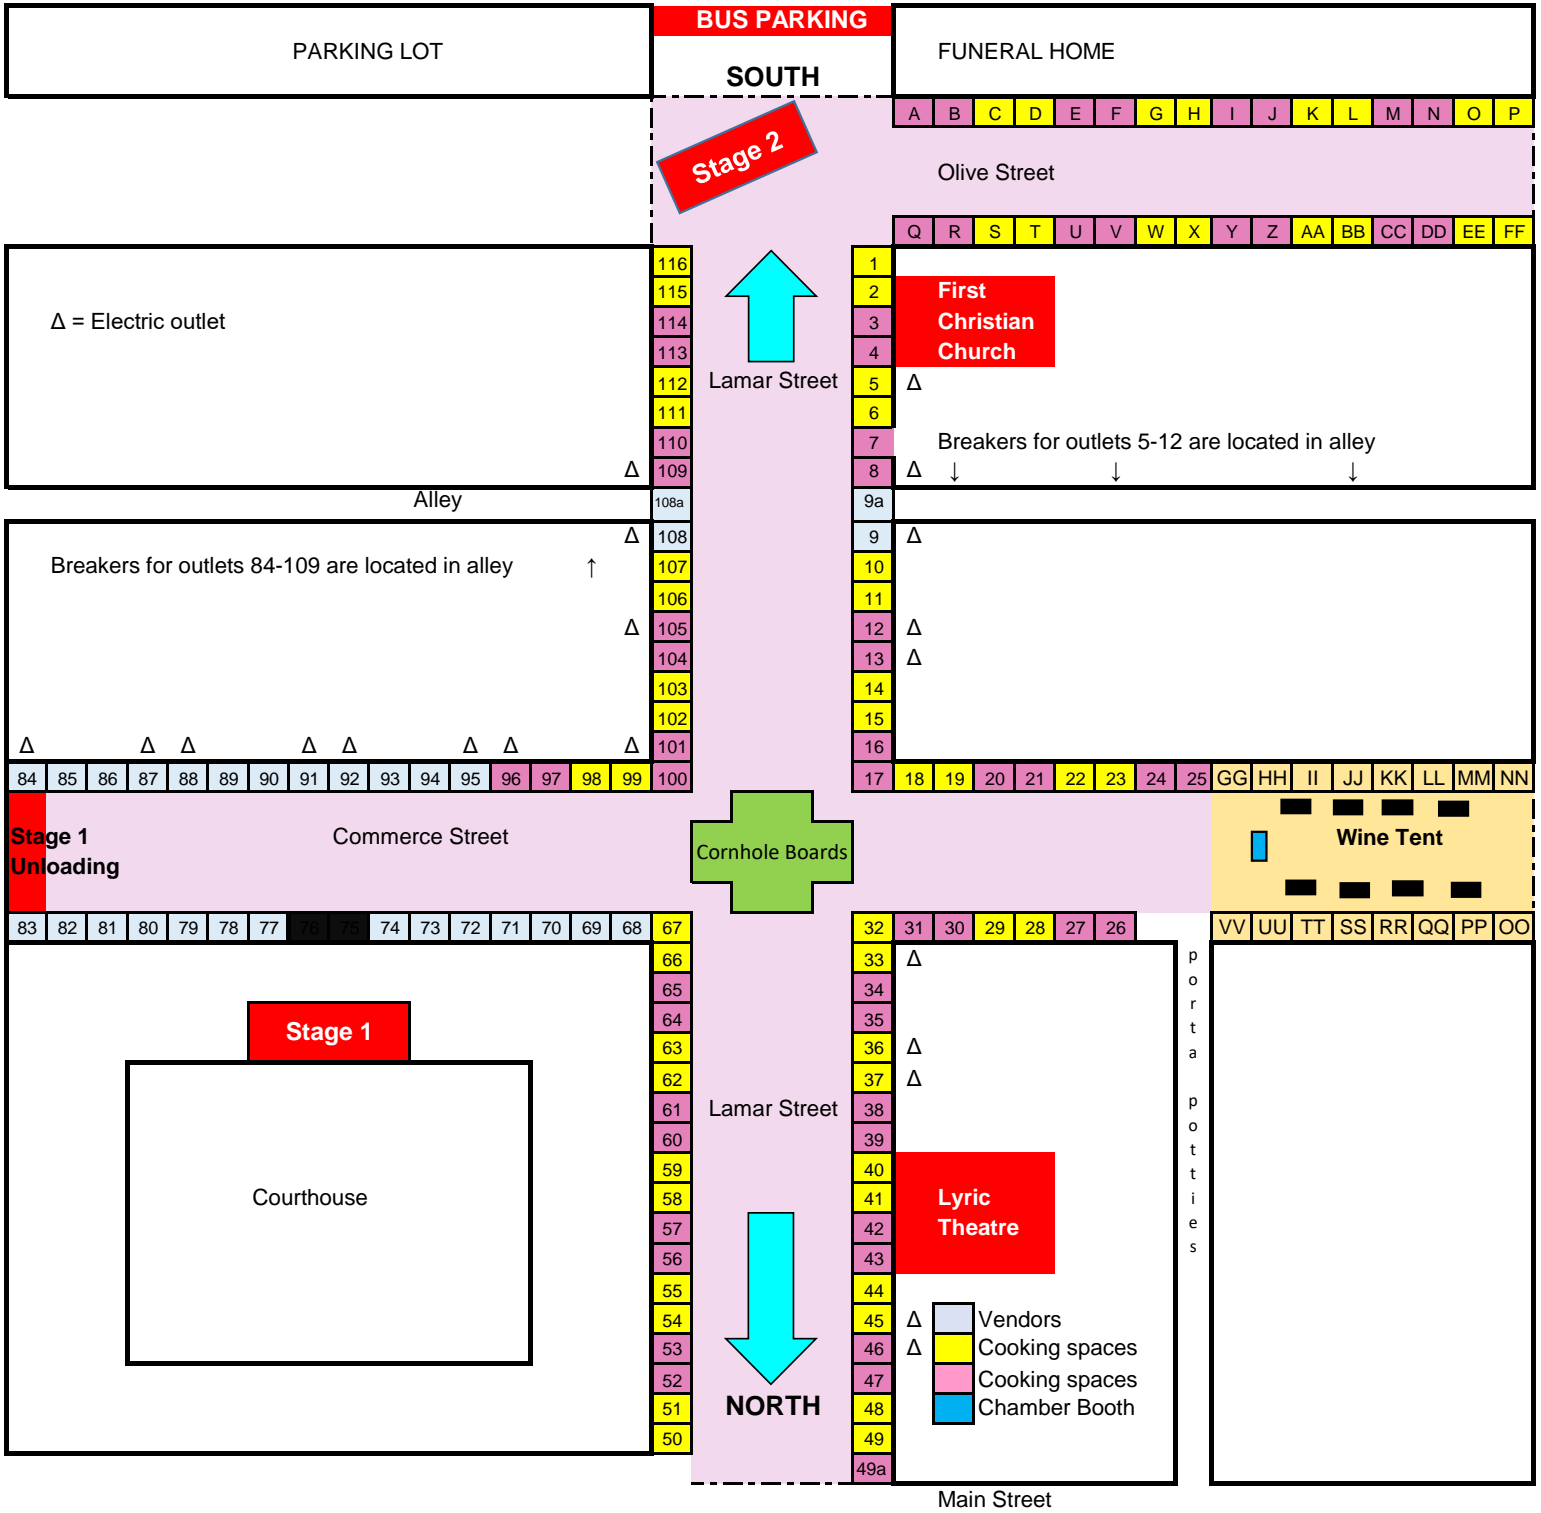 BUS PARKING
PARKING LOT
FUNERAL HOME
SOUTH
A B C D E F G H I J K L M N O P
Stage 2
Olive Street
Q R S T U V W X Y Z AA BB CC DD EE FF
116 1
115 2 First
Δ = Electric outlet 114 3 Christian
113 4 Church
112 Lamar Street 5 Δ
111 6
110 7 Breakers for outlets 5-12 are located in alley
Δ 109 8 Δ ↓ ↓ ↓
Alley 108a 9a
Δ 108 9 Δ
Breakers for outlets 84-109 are located in alley ↑ 107 10
106 11
Δ 105 12 Δ
104 13 Δ
103 14
102 15
Δ Δ Δ Δ Δ Δ Δ Δ 101 16
84 85 86 87 88 89 90 91 92 93 94 95 96 97 98 99 100 17 18 19 20 21 22 23 24 25 GG HH II JJ KK LL MM NN
Stage 1
Unloading
Commerce Street
Cornhole Boards
Wine Tent
83 82 81 80 79 78 77 76 75 74 73 72 71 70 69 68 67 32 31 30 29 28 27 26 VV UU TT SS RR QQ PP OO
66 33 Δ
65 34
64 35
63 36 Δ
62 37 Δ
61 Lamar Street 38
60 39
59 40
58 41 Lyric
57 42 Theatre
56 43
55 44
54 45 Δ Vendors
53 46 Δ Cooking spaces
52 47 Cooking spaces
51 NORTH 48 Chamber Booth
50 49
49a
porta potties
Stage 1
Courthouse
Main Street